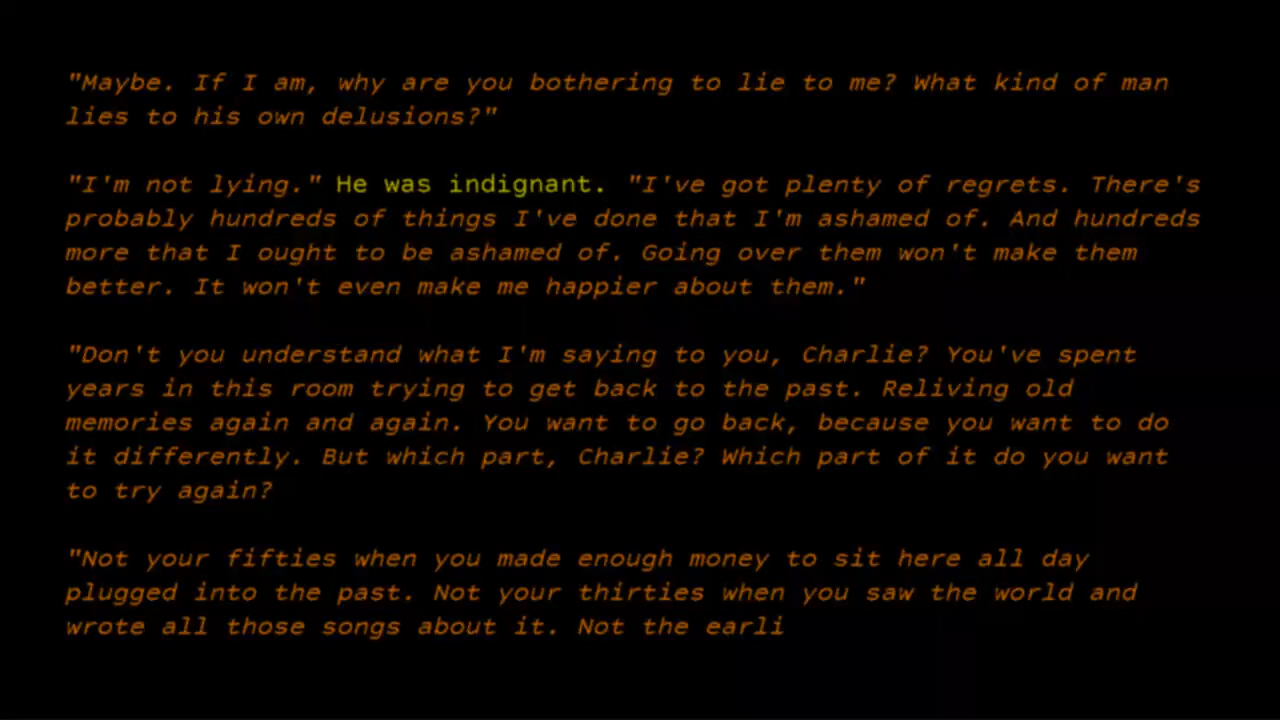 "Maybe. If I am, why are you bothering to lie to me? What kind of man
lies to his own delusions?"
"I'm not lying." He was indignant. "I've got plenty of regrets. There's
probably hundreds of things I've done that I'm ashamed of. And hundreds
more that I ought to be ashamed of. Going over them won't make them
better. It won't even make me happier about them."
"Don't you understand what I'm saying to you, Charlie? You've spent
years in this room trying to get back to the past. Reliving old
memories again and again. You want to go back, because you want to do
it differently. But which part, Charlie? Which part of it do you want
to try again?
"Not your fifties when you made enough money to sit here all day
plugged into the past. Not your thirties when you saw the world and
wrote all those songs about it. Not the earli